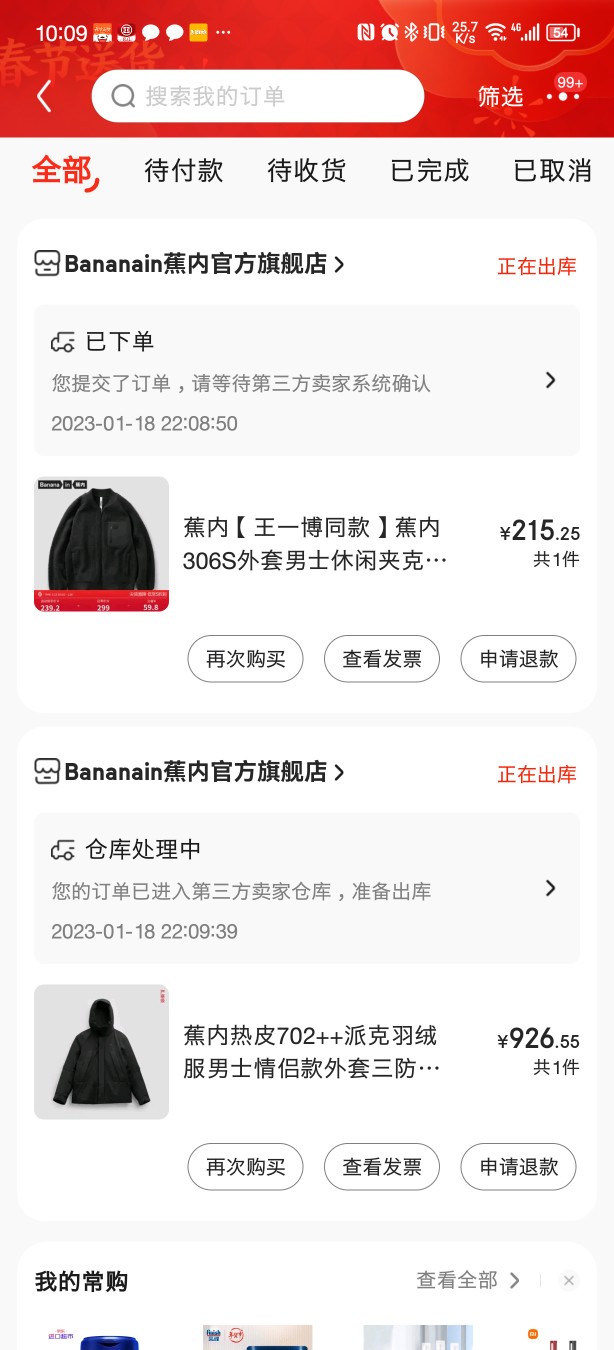 10:09
25.7
K/s
4G
54
春节送货
搜索我的订单
筛选
99+
全部
待付款
待收货
已完成
已取消
Bananain蕉内官方旗舰店
正在出库
已下单
您提交了订单，请等待第三方卖家系统确认
2023-01-18 22:08:50
Banana in 蕉内
239.2
299
59.8
蕉内【王一博同款】蕉内
306S外套男士休闲夹克…
¥215.25
共1件
再次购买
查看发票
申请退款
Bananain蕉内官方旗舰店
正在出库
仓库处理中
您的订单已进入第三方卖家仓库，准备出库
2023-01-18 22:09:39
蕉内热皮702++派克羽绒
服男士情侣款外套三防…
¥926.55
共1件
再次购买
查看发票
申请退款
我的常购
查看全部
进口超市
finish